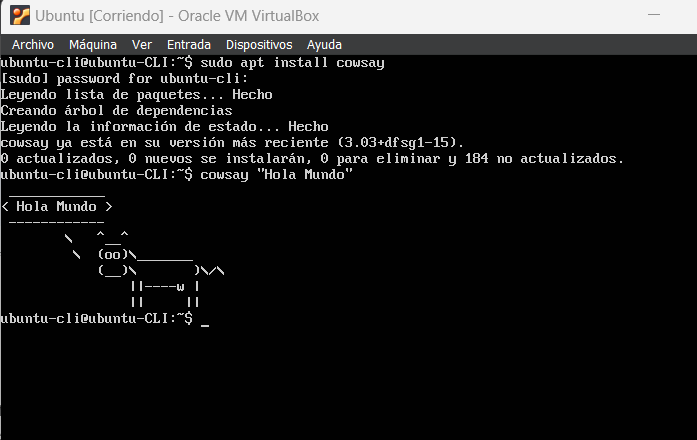 Ubuntu [Corriendo] - Oracle VM VirtualBox
Archivo Máquina Ver Entrada Dispositivos Ayuda
ubuntu-cli@ubuntu-CLI:~$ sudo apt install cowsay
[sudo] password for ubuntu-cli:
Leyendo lista de paquetes... Hecho
Creando árbol de dependencias
Leyendo la información de estado... Hecho
cowsay ya está en su versión más reciente (3.03+dfsg1-15).
0 actualizados, 0 nuevos se instalarán, 0 para eliminar y 184 no actualizados.
ubuntu-cli@ubuntu-CLI:~$ cowsay "Hola Mundo"
 ____________
< Hola Mundo >
 ------------
        \   ^__^
         \  (oo)\_______
            (__)\       )\/\
                ||----w |
                ||     ||
ubuntu-cli@ubuntu-CLI:~$ _